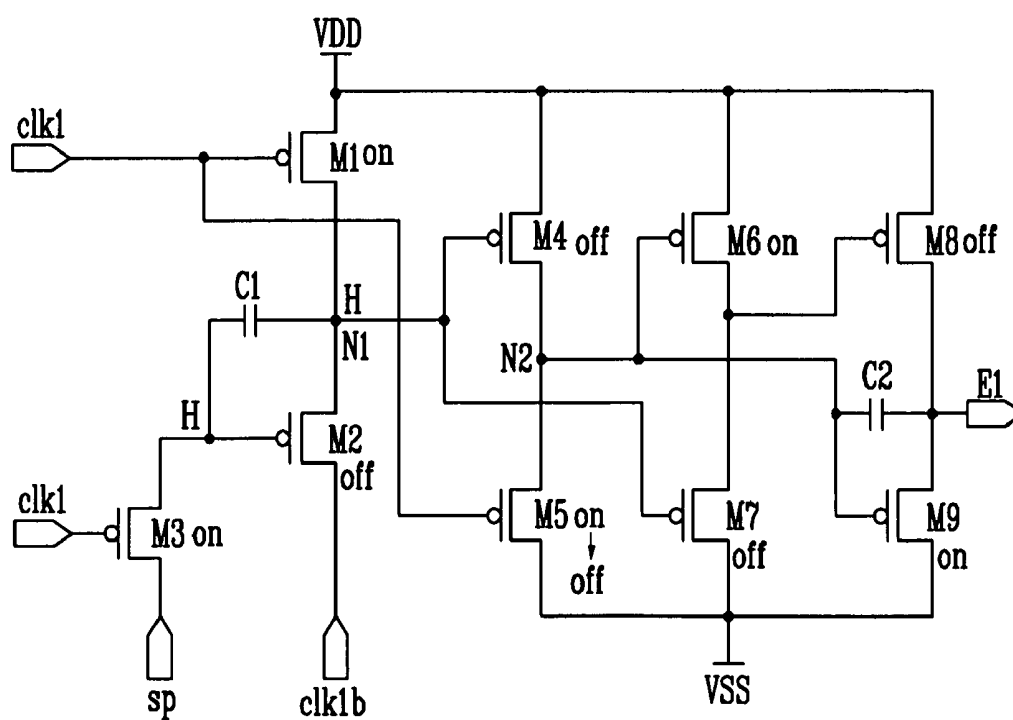 VDD
clk1
M1 on
M4 off
M6 on
M8 off
C1
H
N1
N2
C2
E1
H
M2
off
clk1
M3 on
M5 on
off
M7
off
M9
on
sp
clk1b
VSS